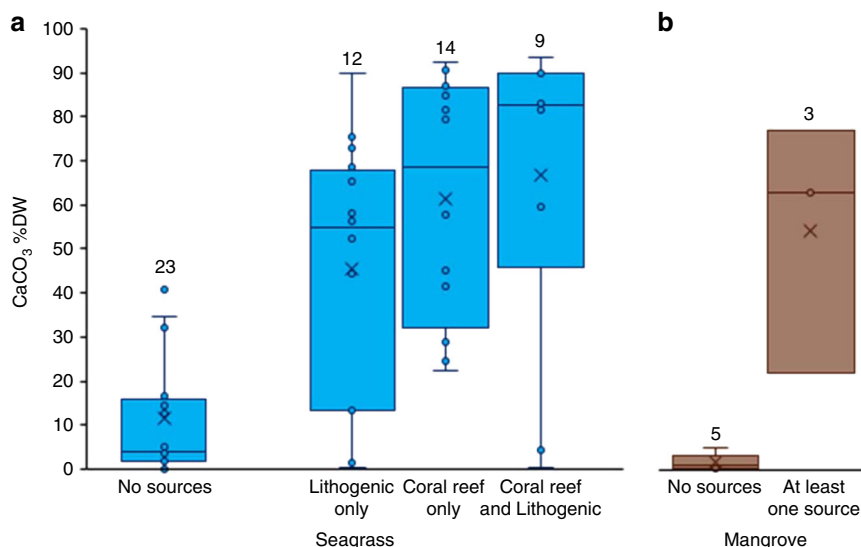 a
b
100
90
80
70
60
50
40
30
20
10
0
CaCO₃ %DW
23
12
14
9
5
3
No sources
Lithogenic
only
Coral reef
only
Coral reef
and Lithogenic
Seagrass
No sources
At least
one source
Mangrove